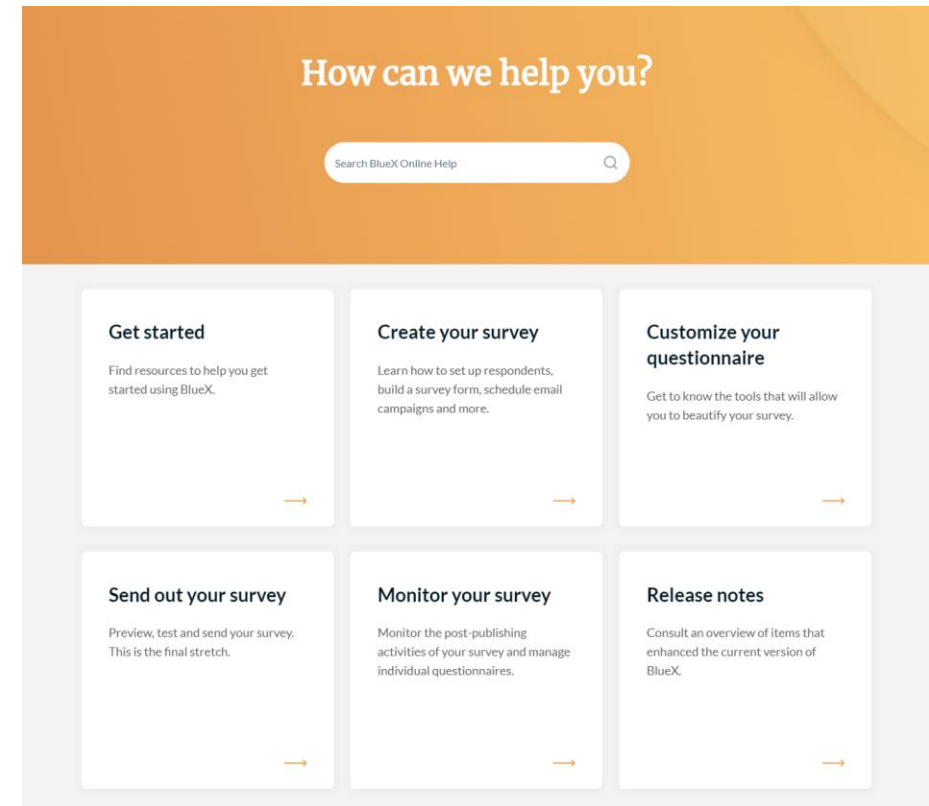 How can we help you?
Search BlueX Online Help
Get started
Find resources to help you get
started using BlueX.
Create your survey
Learn how to set up respondents,
build a survey form, schedule email
campaigns and more.
Customize your
questionnaire
Get to know the tools that will allow
you to beautify your survey.
Send out your survey
Preview, test and send your survey.
This is the final stretch.
Monitor your survey
Monitor the post-publishing
activities of your survey and manage
individual questionnaires.
Release notes
Consult an overview of items that
enhanced the current version of
BlueX.